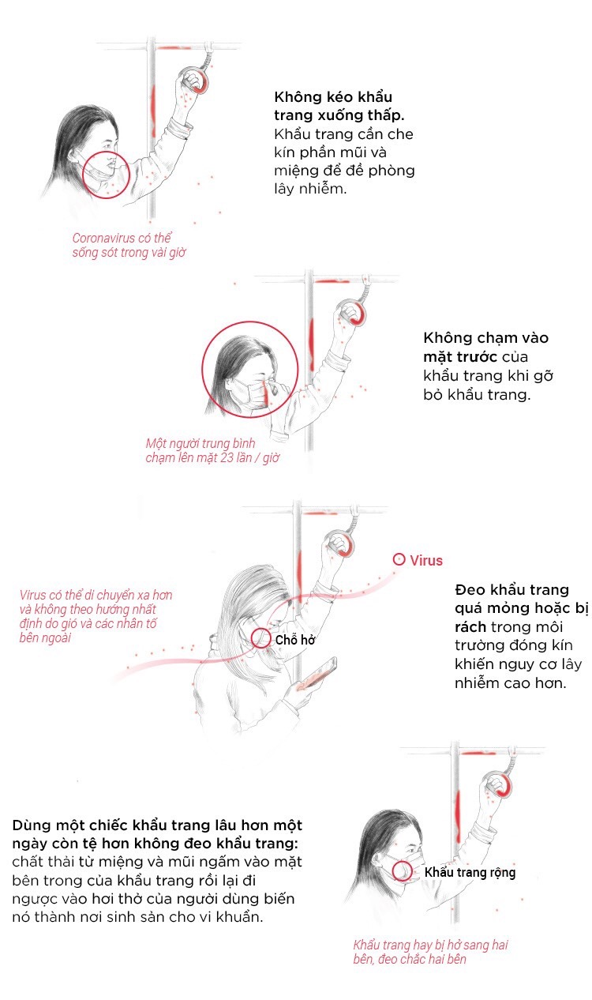 Không kéo khẩu
trang xuống thấp.
Khẩu trang cần che
kín phần mũi và
miệng để đề phòng
lây nhiễm.
Coronavirus có thể
sống sót trong vài giờ
Không chạm vào
mặt trước của
khẩu trang khi gỡ
bỏ khẩu trang.
Một người trung bình
chạm lên mặt 23 lần / giờ
Virus
Virus có thể di chuyển xa hơn
và không theo hướng nhất
định do gió và các nhân tố
bên ngoài
Chỗ hở
Đeo khẩu trang
quá mỏng hoặc bị
rách trong môi
trường đóng kín
khiến nguy cơ lây
nhiễm cao hơn.
Dùng một chiếc khẩu trang lâu hơn một
ngày còn tệ hơn không đeo khẩu trang:
chất thải từ miệng và mũi ngấm vào mặt
bên trong của khẩu trang rồi lại đi
ngược vào hơi thở của người dùng biến
nó thành nơi sinh sản cho vi khuẩn.
Khẩu trang rộng
Khẩu trang hay bị hở sang hai
bên, đeo chắc hai bên